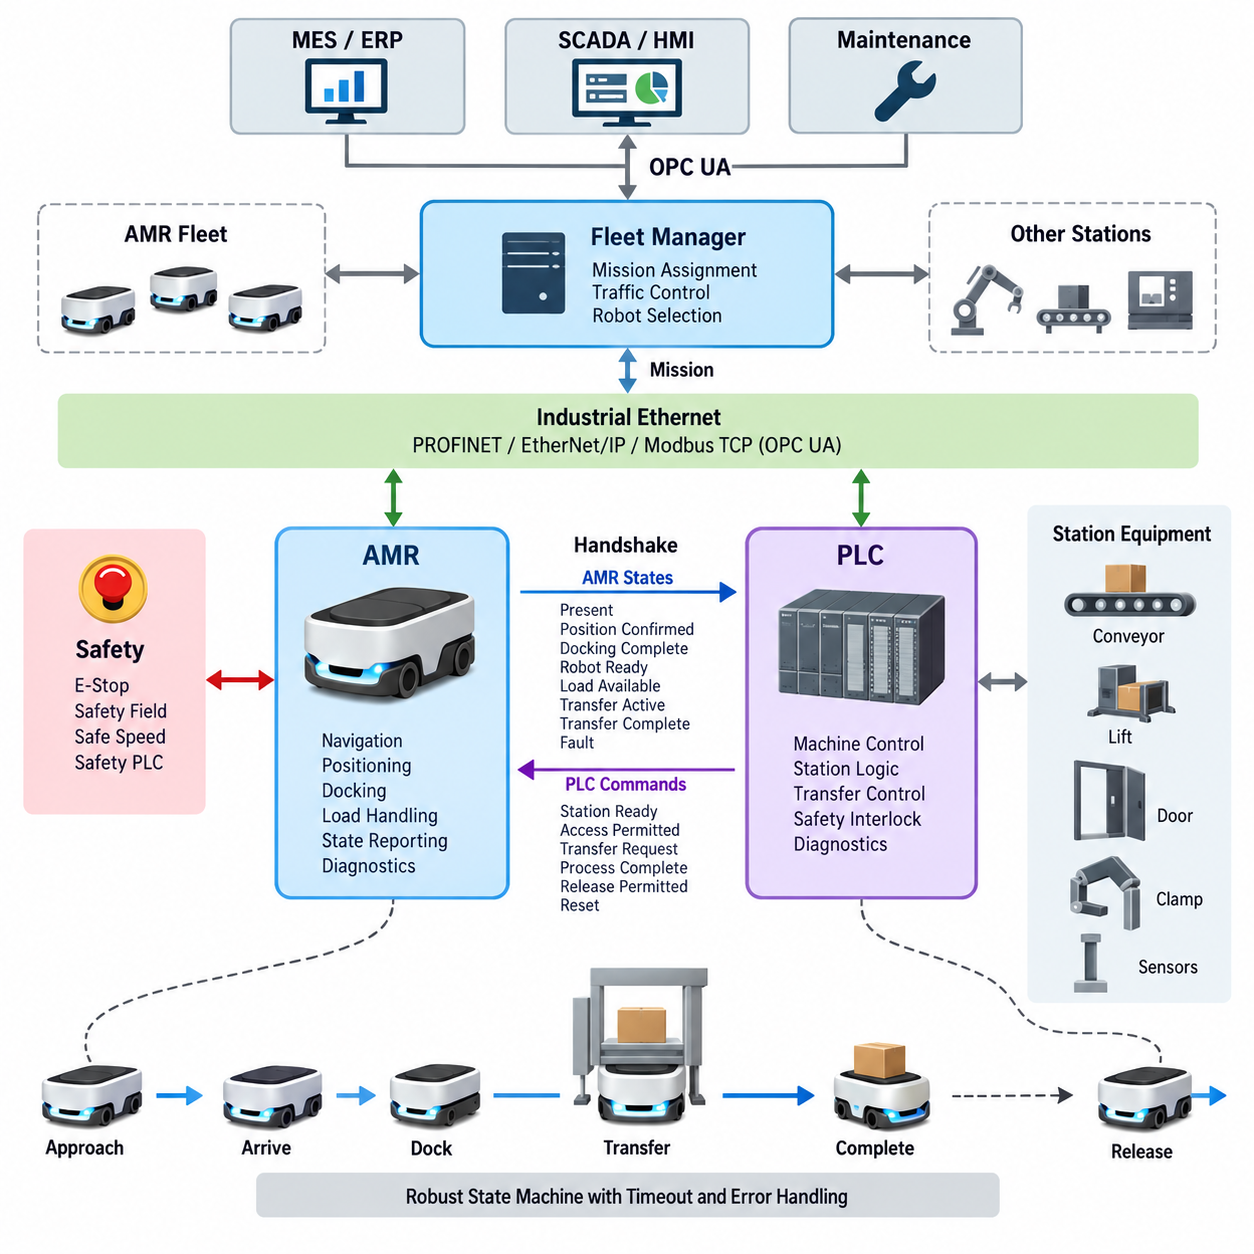 MES / ERP
SCADA / HMI
Maintenance
OPC UA
AMR Fleet
Fleet Manager
Mission Assignment
Traffic Control
Robot Selection
Other Stations
Mission
Industrial Ethernet
PROFINET / EtherNet/IP / Modbus TCP (OPC UA)
Safety
E-Stop
Safety Field
Safe Speed
Safety PLC
AMR
Navigation
Positioning
Docking
Load Handling
State Reporting
Diagnostics
Handshake
AMR States
Present
Position Confirmed
Docking Complete
Robot Ready
Load Available
Transfer Active
Transfer Complete
Fault
PLC Commands
Station Ready
Access Permitted
Transfer Request
Process Complete
Release Permitted
Reset
PLC
Machine Control
Station Logic
Transfer Control
Safety Interlock
Diagnostics
Station Equipment
Conveyor
Lift
Door
Clamp
Sensors
Approach
Arrive
Dock
Transfer
Complete
Release
Robust State Machine with Timeout and Error Handling